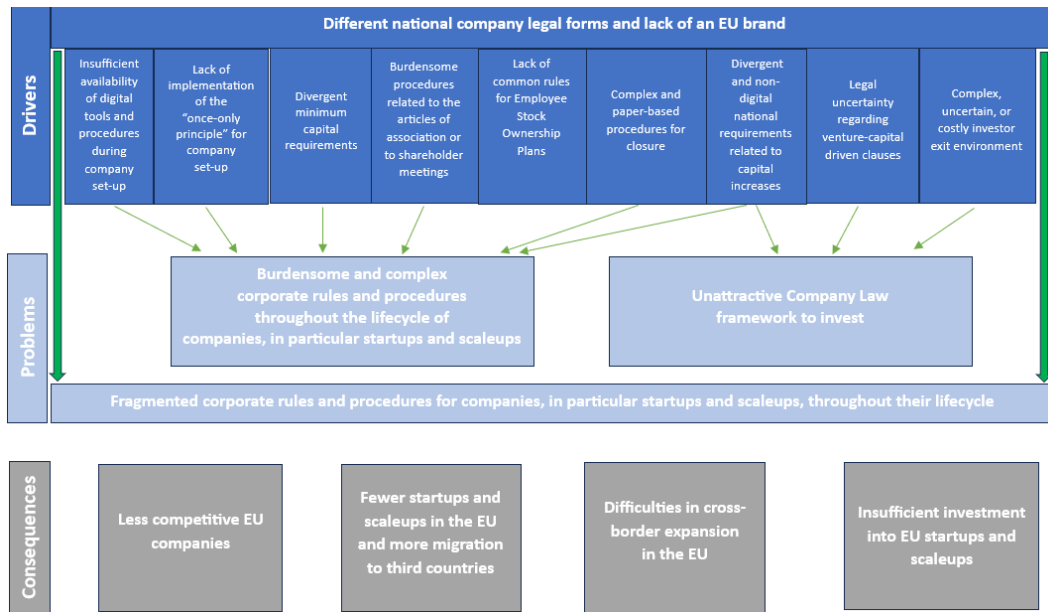 Different national company legal forms and lack of an EU brand
Drivers
Insufficient
availability
of digital
tools and
procedures
during
company
set-up
Lack of
implementation
of the
"once-only
principle" for
company
set-up
Divergent
minimum
capital
requirements
Burdensome
procedures
related to the
articles of
association or
to shareholder
meetings
Lack of
common rules
for Employee
Stock
Ownership
Plans
Complex and
paper-based
procedures for
closure
Divergent
and non-
digital
national
requirements
related to
capital
increases
Legal
uncertainty
regarding
venture-capital
driven clauses
Complex,
uncertain, or
costly investor
exit environment
Problems
Burdensome and complex
corporate rules and procedures
throughout the lifecycle of
companies, in particular startups and scaleups
Unattractive Company Law
framework to invest
Fragmented corporate rules and procedures for companies, in particular startups and scaleups, throughout their lifecycle
Consequences
Less competitive EU
companies
Fewer startups and
scaleups in the EU
and more migration
to third countries
Difficulties in cross-
border expansion
in the EU
Insufficient investment
into EU startups and
scaleups